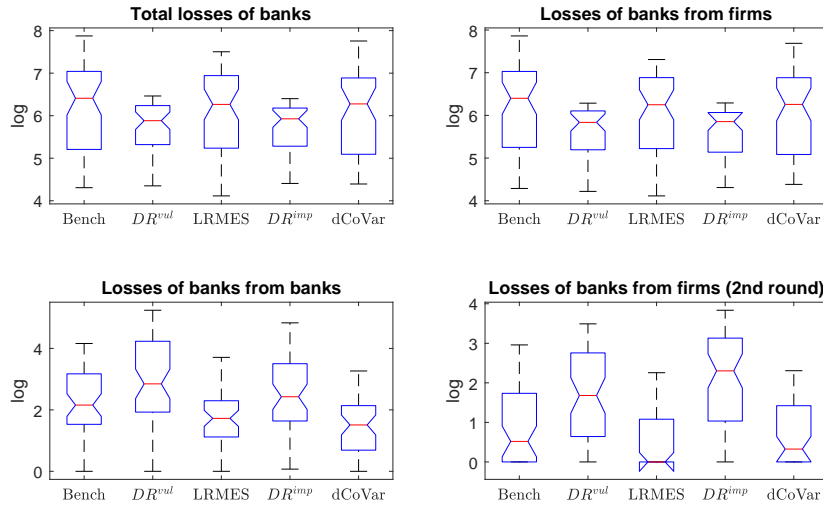 Total losses of banks
8
7
6
5
4
log
Bench DR^vul LRMES DR^imp dCoVar
Losses of banks from firms
8
7
6
5
4
log
Bench DR^vul LRMES DR^imp dCoVar
Losses of banks from banks
4
2
0
log
Bench DR^vul LRMES DR^imp dCoVar
Losses of banks from firms (2nd round)
4
3
2
1
0
log
Bench DR^vul LRMES DR^imp dCoVar